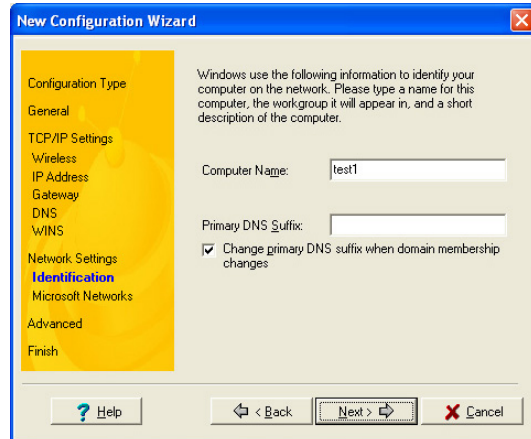 New Configuration Wizard
Configuration Type
General
TCP/IP Settings
Wireless
IP Address
Gateway
DNS
WINS
Network Settings
Identification
Microsoft Networks
Advanced
Finish
Windows use the following information to identify your
computer on the network. Please type a name for this
computer, the workgroup it will appear in, and a short
description of the computer.
Computer Name: test1
Primary DNS Suffix:
Change primary DNS suffix when domain membership
changes
? Help
< Back
Next >
Cancel